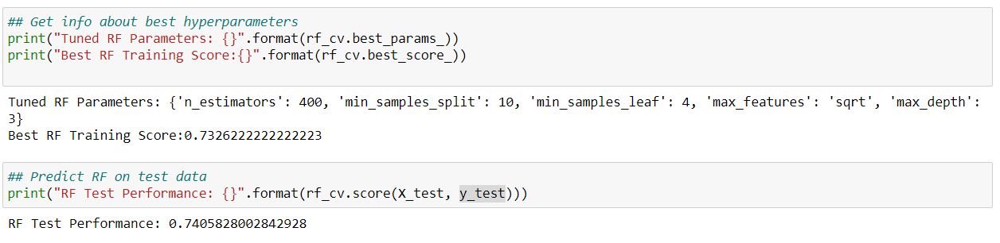 ## Get info about best hyperparameters
print("Tuned RF Parameters: {}".format(rf_cv.best_params_))
print("Best RF Training Score:{}".format(rf_cv.best_score_))
Tuned RF Parameters: {'n_estimators': 400, 'min_samples_split': 10, 'min_samples_leaf': 4, 'max_features': 'sqrt', 'max_depth':
3}
Best RF Training Score:0.7326222222222223
## Predict RF on test data
print("RF Test Performance: {}".format(rf_cv.score(X_test, y_test)))
RF Test Performance: 0.7405828002842928